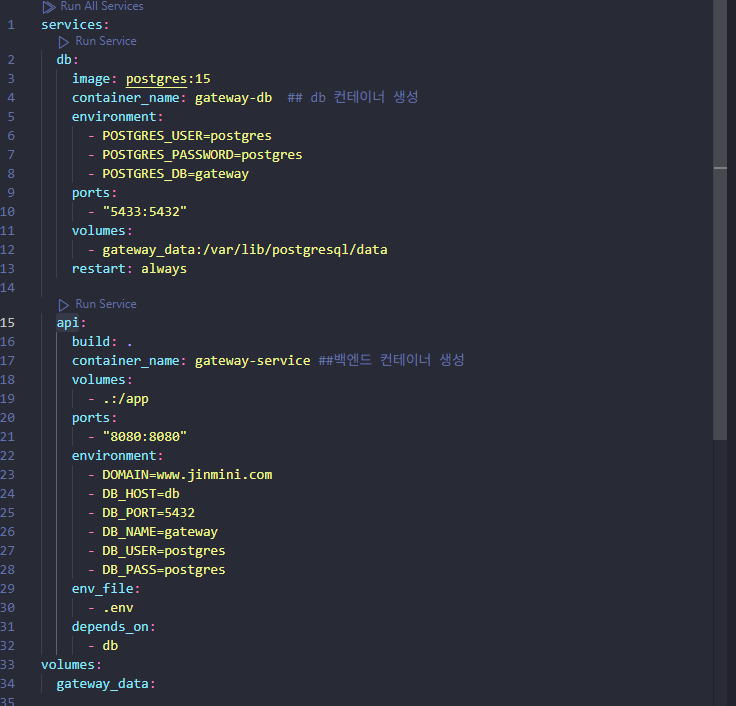 Run All Services
1 services:
Run Service
2 db:
3 image: postgres:15
4 container_name: gateway-db ## db 컨테이너 생성
5 environment:
6 - POSTGRES_USER=postgres
7 - POSTGRES_PASSWORD=postgres
8 - POSTGRES_DB=gateway
9 ports:
10 - "5433:5432"
11 volumes:
12 - gateway_data:/var/lib/postgresql/data
13 restart: always
14
Run Service
15 api:
16 build: .
17 container_name: gateway-service ##백엔드 컨테이너 생성
18 volumes:
19 - .:/app
20 ports:
21 - "8080:8080"
22 environment:
23 - DOMAIN=www.jinmini.com
24 - DB_HOST=db
25 - DB_PORT=5432
26 - DB_NAME=gateway
27 - DB_USER=postgres
28 - DB_PASS=postgres
29 env_file:
30 - .env
31 depends_on:
32 - db
33 volumes:
34 gateway_data:
35